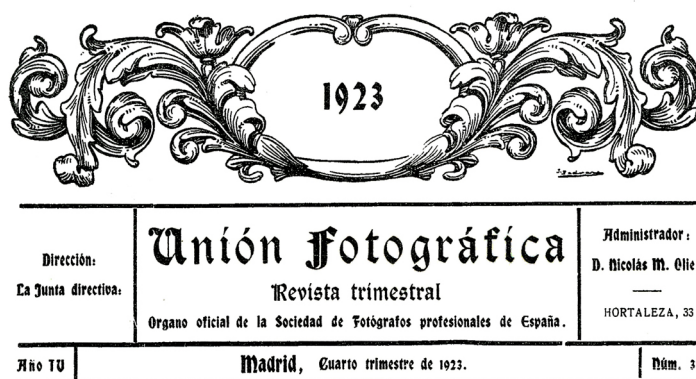 1923
Dirección:
La Junta directiva:
Unión Fotográfica
Revista trimestral
Organo oficial de la Sociedad de Fotógrafos profesionales de España.
Administrador:
D. Nicolás M. Olie
HORTALEZA, 33
Año IV
Madrid, Cuarto trimestre de 1923.
Núm. 3